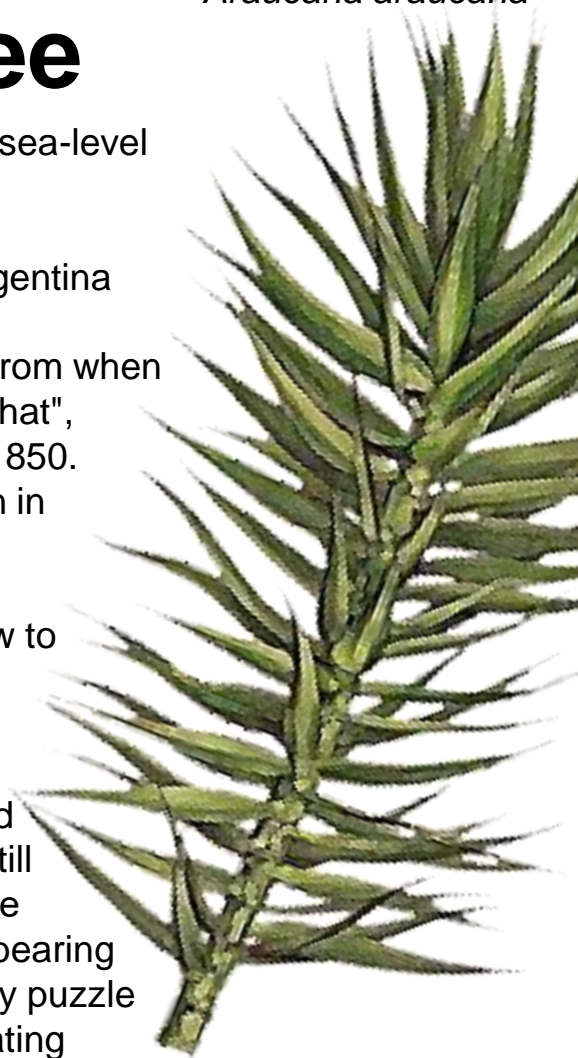 Araucaria araucana
ee
sea-level
gentina
rom when
hat",
850.
n in
w to
d
till
e
bearing
y puzzle
ating